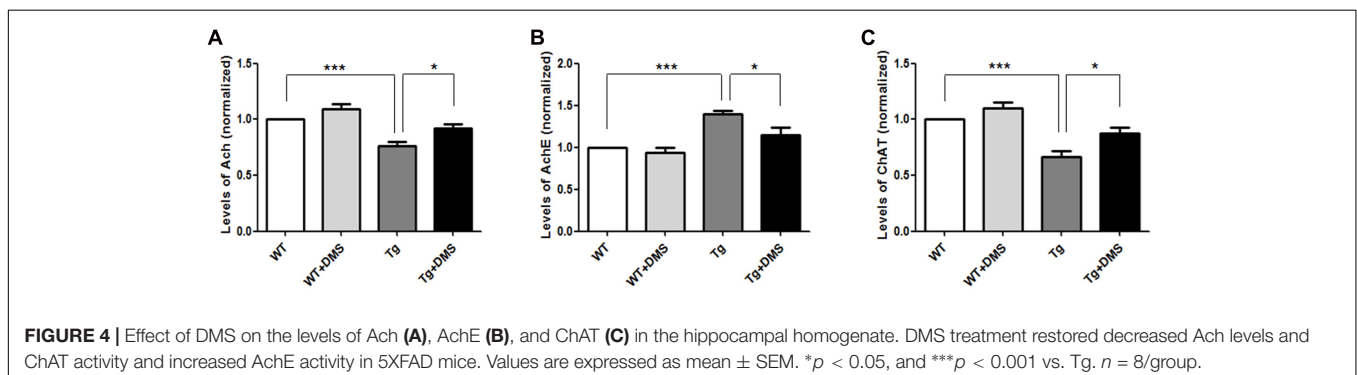 A
Levels of Ach (normalized)
1.5
1.0
0.5
0.0
***
*
WT
WT+DMS
Tg
Tg+DMS
B
Levels of AchE (normalized)
2.0
1.5
1.0
0.5
0.0
***
*
WT
WT+DMS
Tg
Tg+DMS
C
Levels of ChAT (normalized)
1.5
1.0
0.5
0.0
***
*
WT
WT+DMS
Tg
Tg+DMS
FIGURE 4 | Effect of DMS on the levels of Ach (A), AchE (B), and ChAT (C) in the hippocampal homogenate. DMS treatment restored decreased Ach levels and
ChAT activity and increased AchE activity in 5XFAD mice. Values are expressed as mean ± SEM. *p < 0.05, and ***p < 0.001 vs. Tg. n = 8/group.